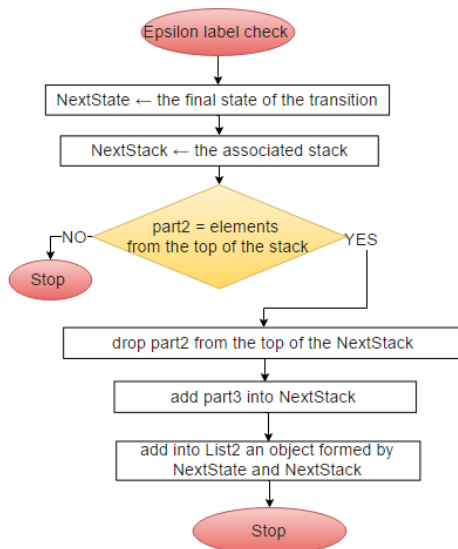 Epsilon label check
NextState ← the final state of the transition
NextStack ← the associated stack
part2 = elements
from the top of the stack
NO
YES
Stop
drop part2 from the top of the NextStack
add part3 into NextStack
add into List2 an object formed by
NextState and NextStack
Stop